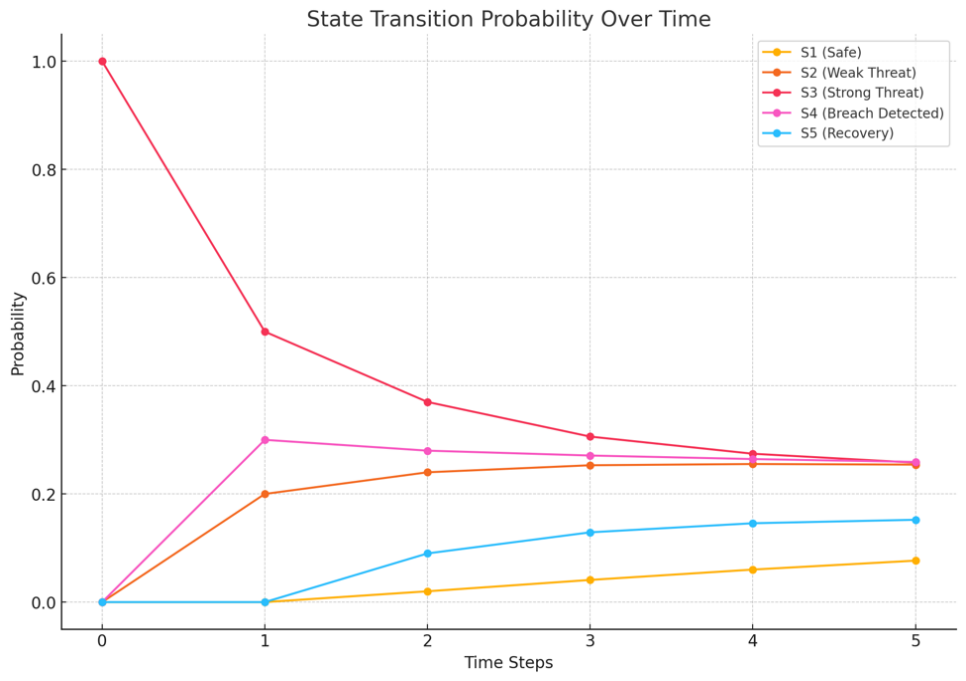 State Transition Probability Over Time
S1 (Safe)
S2 (Weak Threat)
S3 (Strong Threat)
S4 (Breach Detected)
S5 (Recovery)
Probability
1.0
0.8
0.6
0.4
0.2
0.0
0 1 2 3 4 5
Time Steps